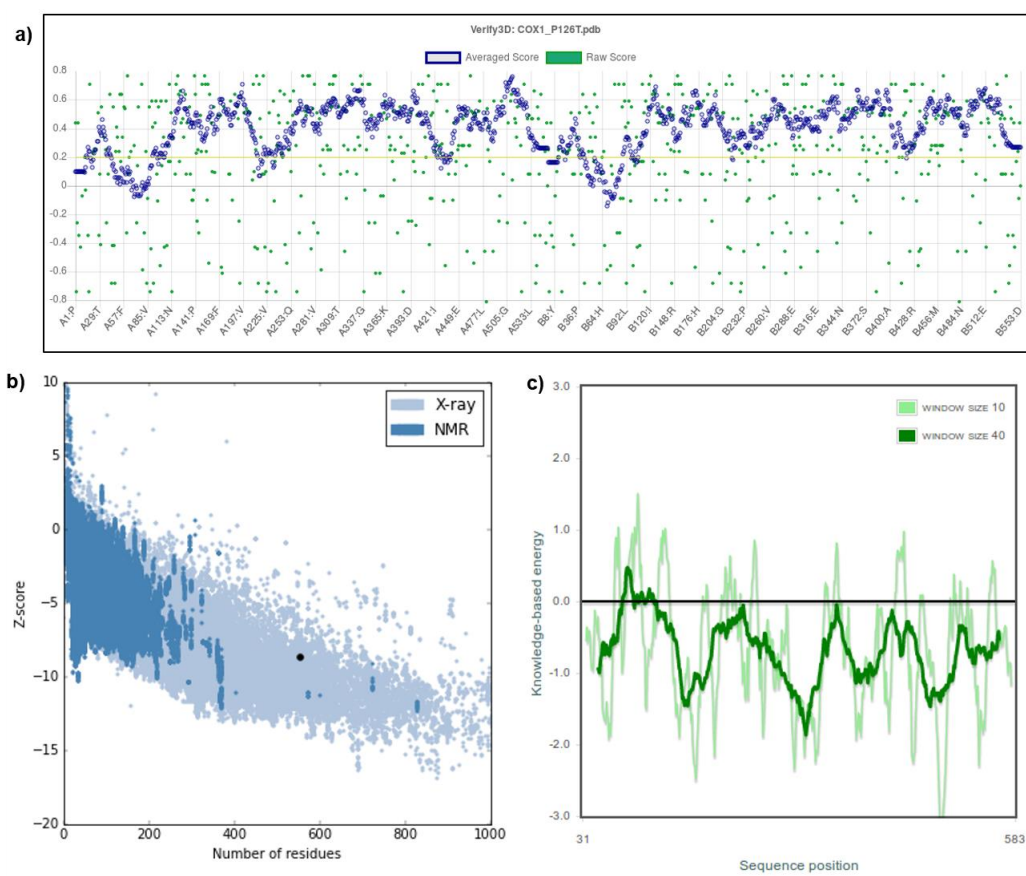 a)
Verify3D: COX1_P126T.pdb
Averaged Score
Raw Score
0.8
0.6
0.4
0.2
0
-0.2
-0.4
-0.6
-0.8
A1:P
A29:T
A57:F
A85:V
A113:N
A141:P
A169:F
A197:V
A225:V
A253:Q
A281:V
A309:T
A337:G
A365:K
A393:D
A421:I
A449:E
A477:L
A505:G
A533:L
B8:Y
B36:P
B64:H
B92:L
B120:I
B148:R
B176:H
B204:G
B232:P
B260:V
B288:E
B316:E
B344:N
B372:S
B400:A
B428:R
B456:M
B484:N
B512:E
B553:D
b)
10
5
0
−5
−10
−15
−20
Z-score
X-ray
NMR
0 200 400 600 800 1000
Number of residues
c)
3.0
2.0
1.0
0.0
-1.0
-2.0
-3.0
Knowledge-based energy
WINDOW SIZE 10
WINDOW SIZE 40
31 583
Sequence position